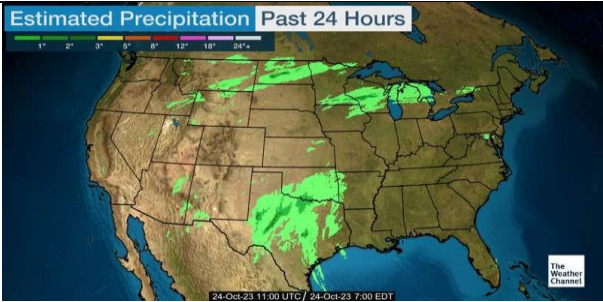 Estimated Precipitation Past 24 Hours
1" 2" 3" 5" 8" 12" 18" 24"+
The
Weather
Channel
24-Oct-23 11:00 UTC / 24-Oct-23 7:00 EDT